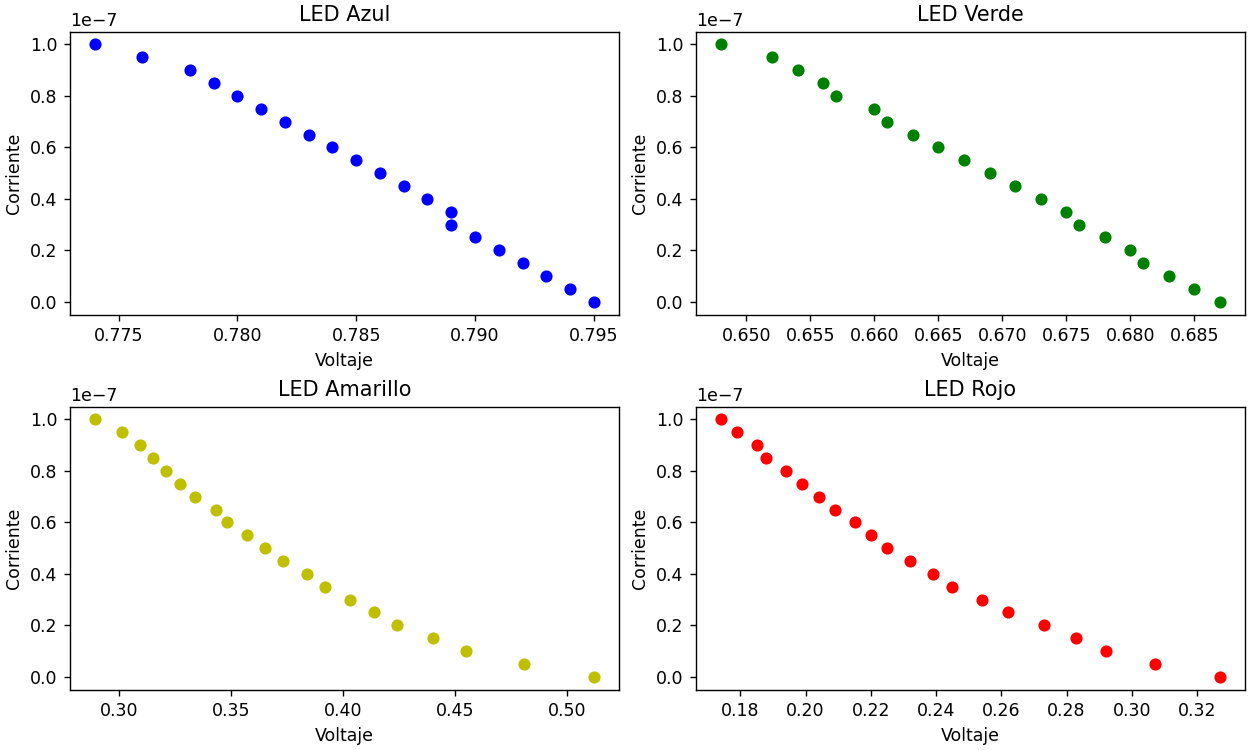 LED Azul
1e−7
1.0
0.8
0.6
0.4
0.2
0.0
Corriente
0.775 0.780 0.785 0.790 0.795
Voltaje
LED Verde
1e−7
1.0
0.8
0.6
0.4
0.2
0.0
Corriente
0.650 0.655 0.660 0.665 0.670 0.675 0.680 0.685
Voltaje
LED Amarillo
1e−7
1.0
0.8
0.6
0.4
0.2
0.0
Corriente
0.30 0.35 0.40 0.45 0.50
Voltaje
LED Rojo
1e−7
1.0
0.8
0.6
0.4
0.2
0.0
Corriente
0.18 0.20 0.22 0.24 0.26 0.28 0.30 0.32
Voltaje